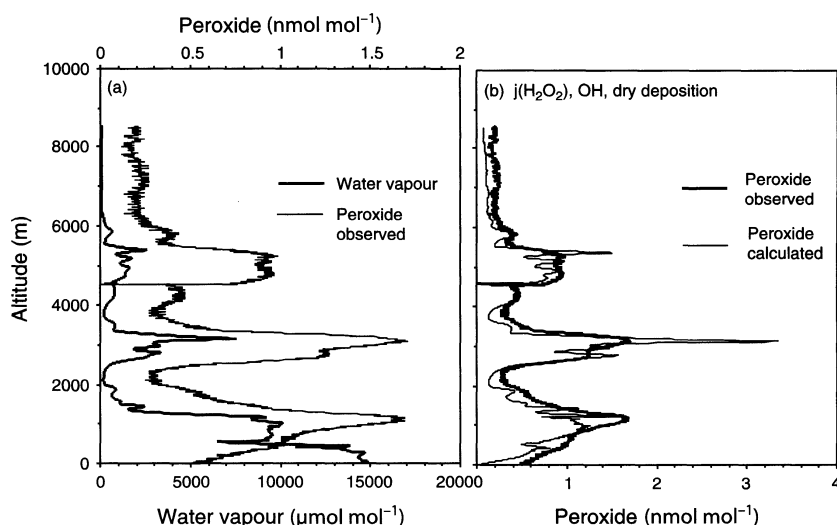 Peroxide (nmol mol⁻¹)
0 0.5 1 1.5 2
10000
8000
6000
4000
2000
0
Altitude (m)
(a)
Water vapour
Peroxide
observed
0 5000 10000 15000 20000
Water vapour (μmol mol⁻¹)
(b) j(H₂O₂), OH, dry deposition
Peroxide
observed
Peroxide
calculated
1 2 3 4
Peroxide (nmol mol⁻¹)